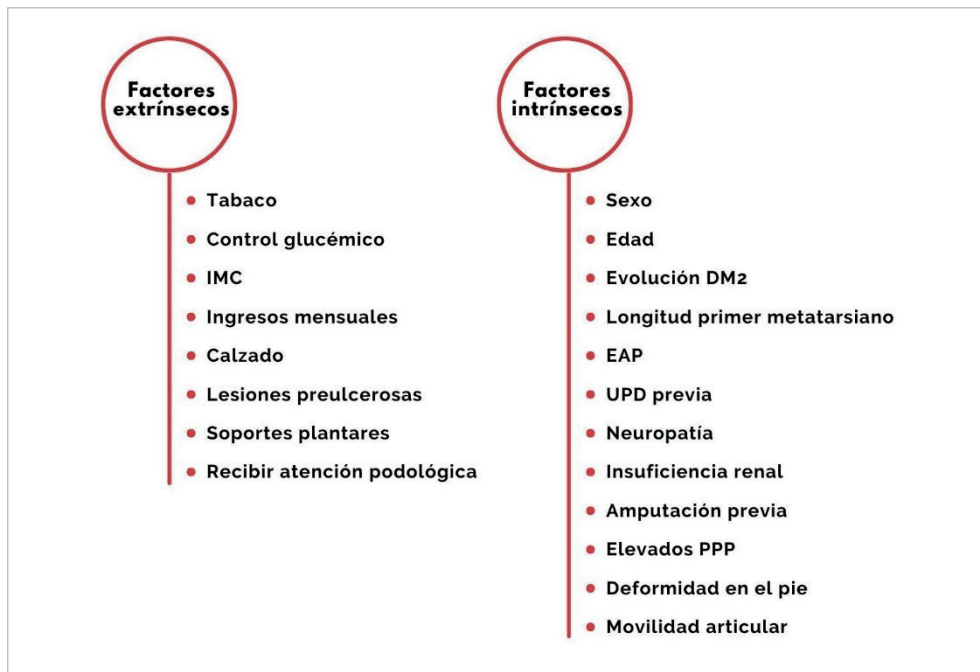 Factores
extrínsecos
Tabaco
Control glucémico
IMC
Ingresos mensuales
Calzado
Lesiones preulcerosas
Soportes plantares
Recibir atención podológica
Factores
intrínsecos
Sexo
Edad
Evolución DM2
Longitud primer metatarsiano
EAP
UPD previa
Neuropatía
Insuficiencia renal
Amputación previa
Elevados PPP
Deformidad en el pie
Movilidad articular